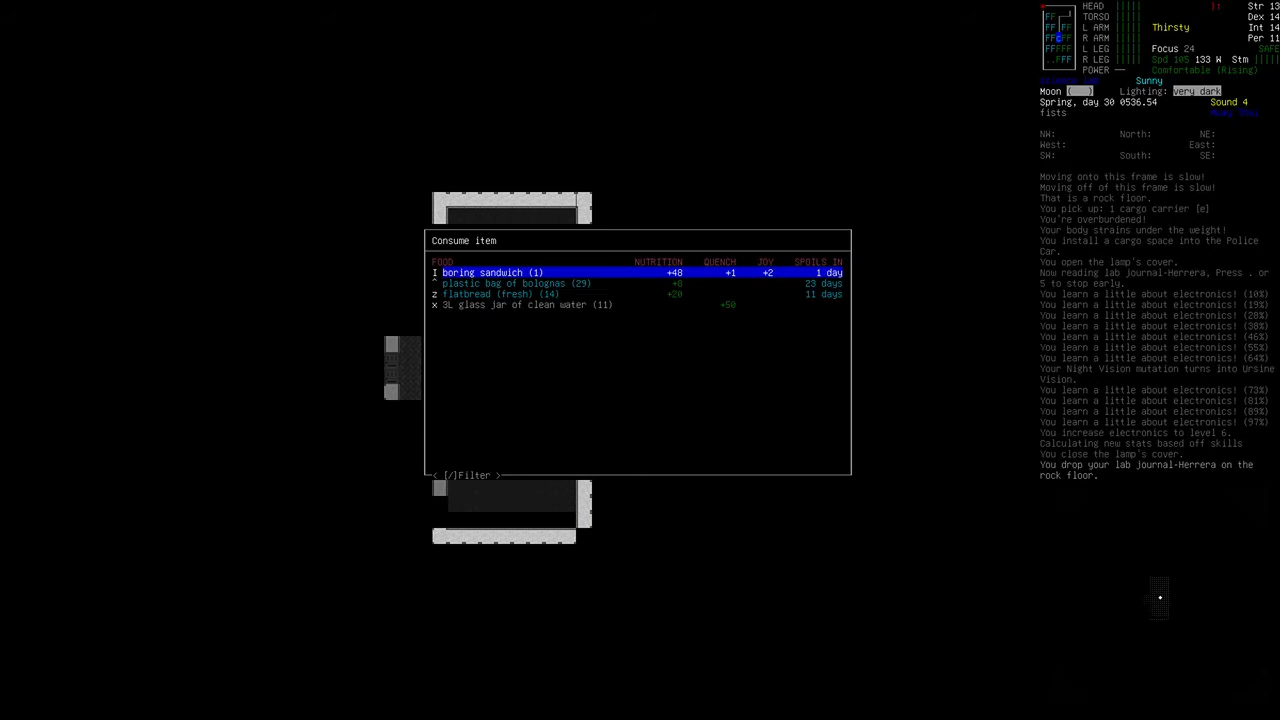 HEAD
Str 13
TORSO
Dex 14
L ARM
Thirsty
Int 14
R ARM
Per 11
L LEG
Focus 24
SAFE
R LEG
Spd 105 133 W Stm
POWER —
Comfortable (Rising)
Sunny
Moon (   )
Lighting: very dark
Spring, day 30 0536.54
Sound 4
fists
NW:
North:
NE:
West:
East:
SW:
South:
SE:
Moving onto this frame is slow!
Moving off of this frame is slow!
That is a rock floor.
You pick up: 1 cargo carrier [e]
You're overburdened!
Your body strains under the weight!
You install a cargo space into the Police
Car.
You open the lamp's cover.
Now reading lab journal-Herrera, Press . or
5 to stop early.
You learn a little about electronics! (10%)
You learn a little about electronics! (19%)
You learn a little about electronics! (28%)
You learn a little about electronics! (38%)
You learn a little about electronics! (46%)
You learn a little about electronics! (55%)
You learn a little about electronics! (64%)
Your Night Vision mutation turns into Ursine
Vision.
You learn a little about electronics! (73%)
You learn a little about electronics! (81%)
You learn a little about electronics! (89%)
You learn a little about electronics! (97%)
You increase electronics to level 6.
Calculating new stats based off skills
You close the lamp's cover.
You drop your lab journal-Herrera on the
rock floor.
Consume item
FOOD NUTRITION QUENCH JOY SPOILS IN
I boring sandwich (1) +48 +1 +2 1 day
^ plastic bag of bolognas (29) +8 23 days
z flatbread (fresh) (14) +20 11 days
x 3L glass jar of clean water (11) +50
< [/]Filter >